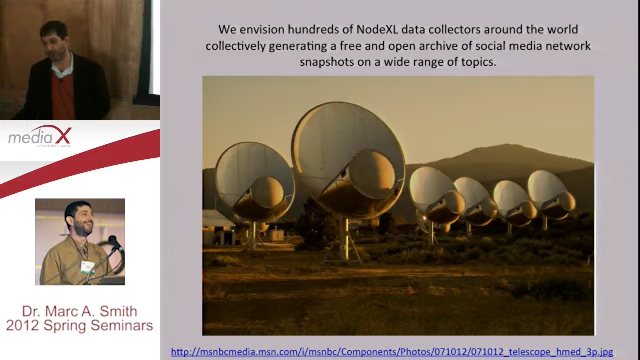 We envision hundreds of NodeXL data collectors around the world
collectively generating a free and open archive of social media network
snapshots on a wide range of topics.
media X
Dr. Marc A. Smith
2012 Spring Seminars
http://msnbcmedia.msn.com/i/msnbc/Components/Photos/071012/071012_telescope_hmed_3p.jpg